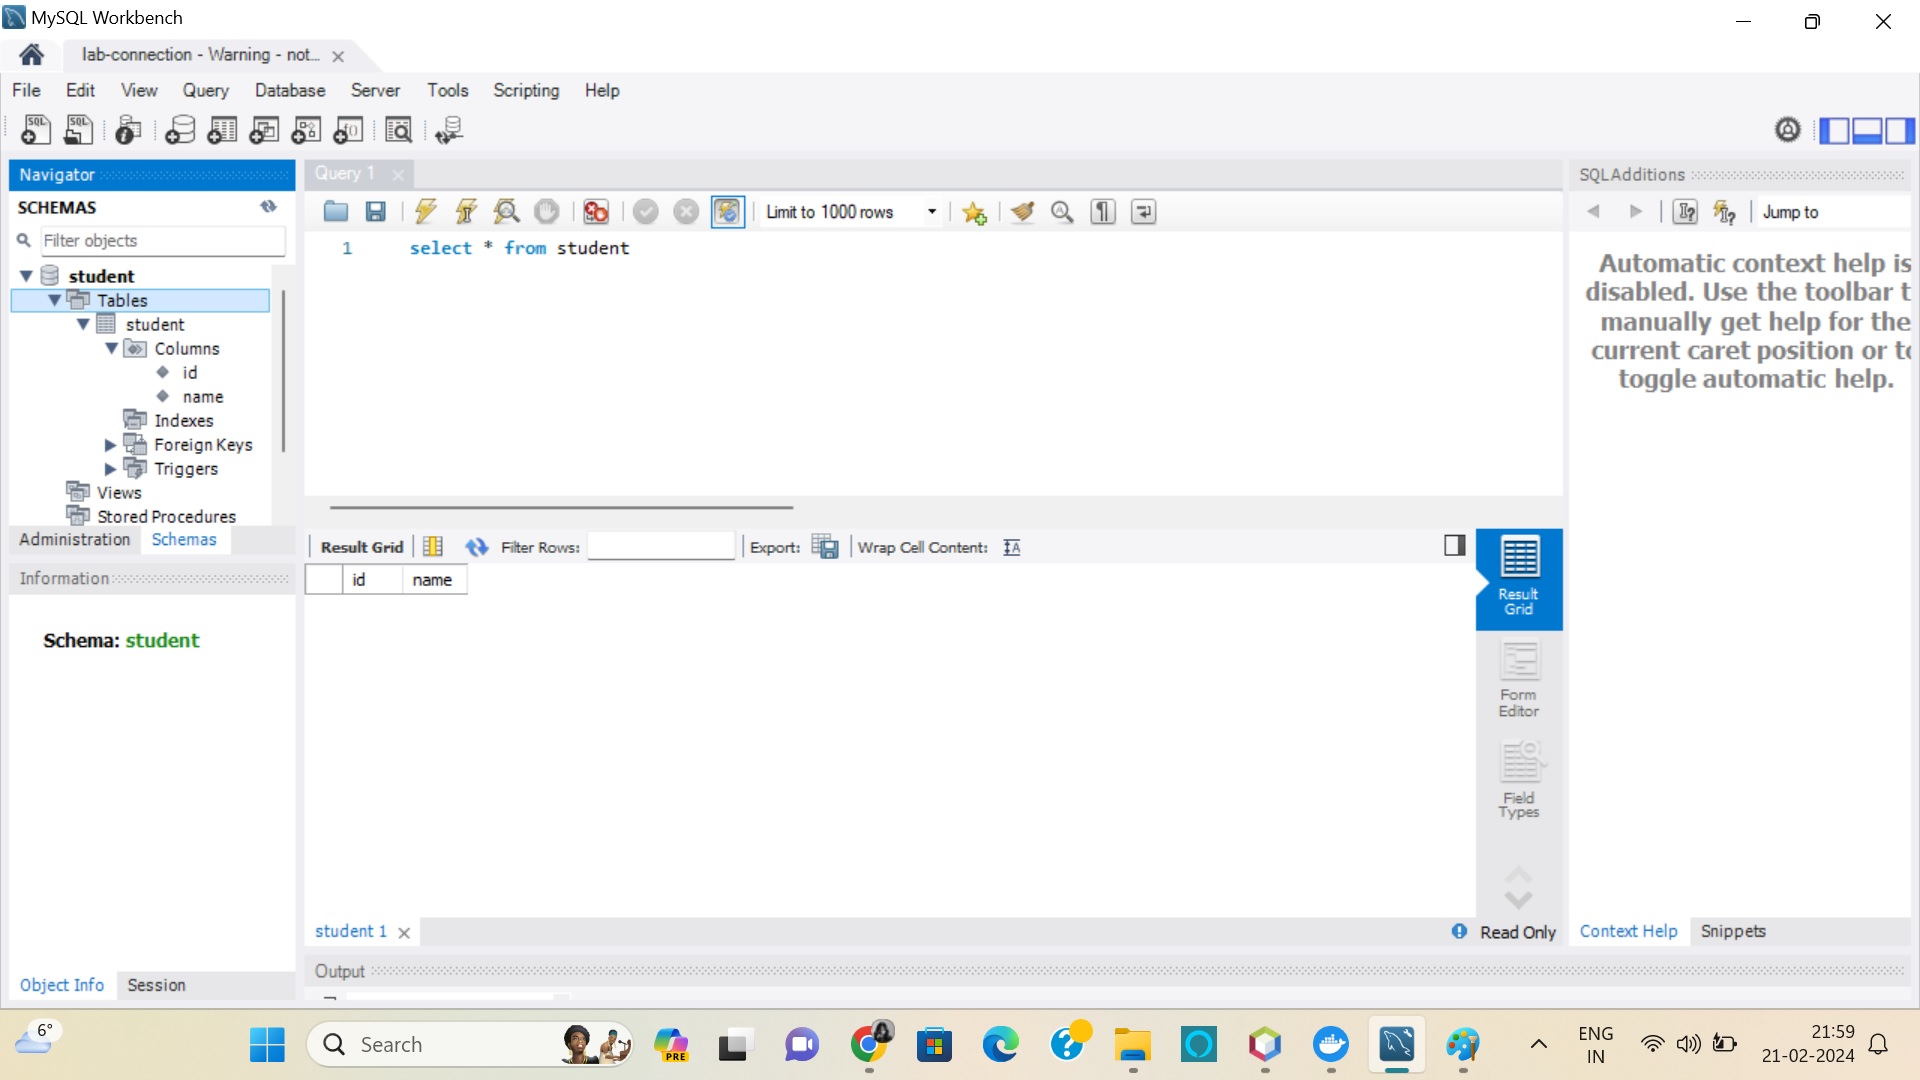 MySQL Workbench
lab-connection - Warning - not...
File Edit View Query Database Server Tools Scripting Help
Navigator
SCHEMAS
Filter objects
student
Tables
student
Columns
id
name
Indexes
Foreign Keys
Triggers
Views
Stored Procedures
Administration Schemas
Information
Schema: student
Object Info Session
Query 1
Limit to 1000 rows
1 select * from student
Result Grid Filter Rows: Export: Wrap Cell Content:
id name
Result
Grid
Form
Editor
Field
Types
student 1
Read Only
Output
SQLAdditions
Jump to
Automatic context help is
disabled. Use the toolbar t
manually get help for the
current caret position or to
toggle automatic help.
Context Help Snippets
6°
Search
PRE
ENG
IN
21:59
21-02-2024